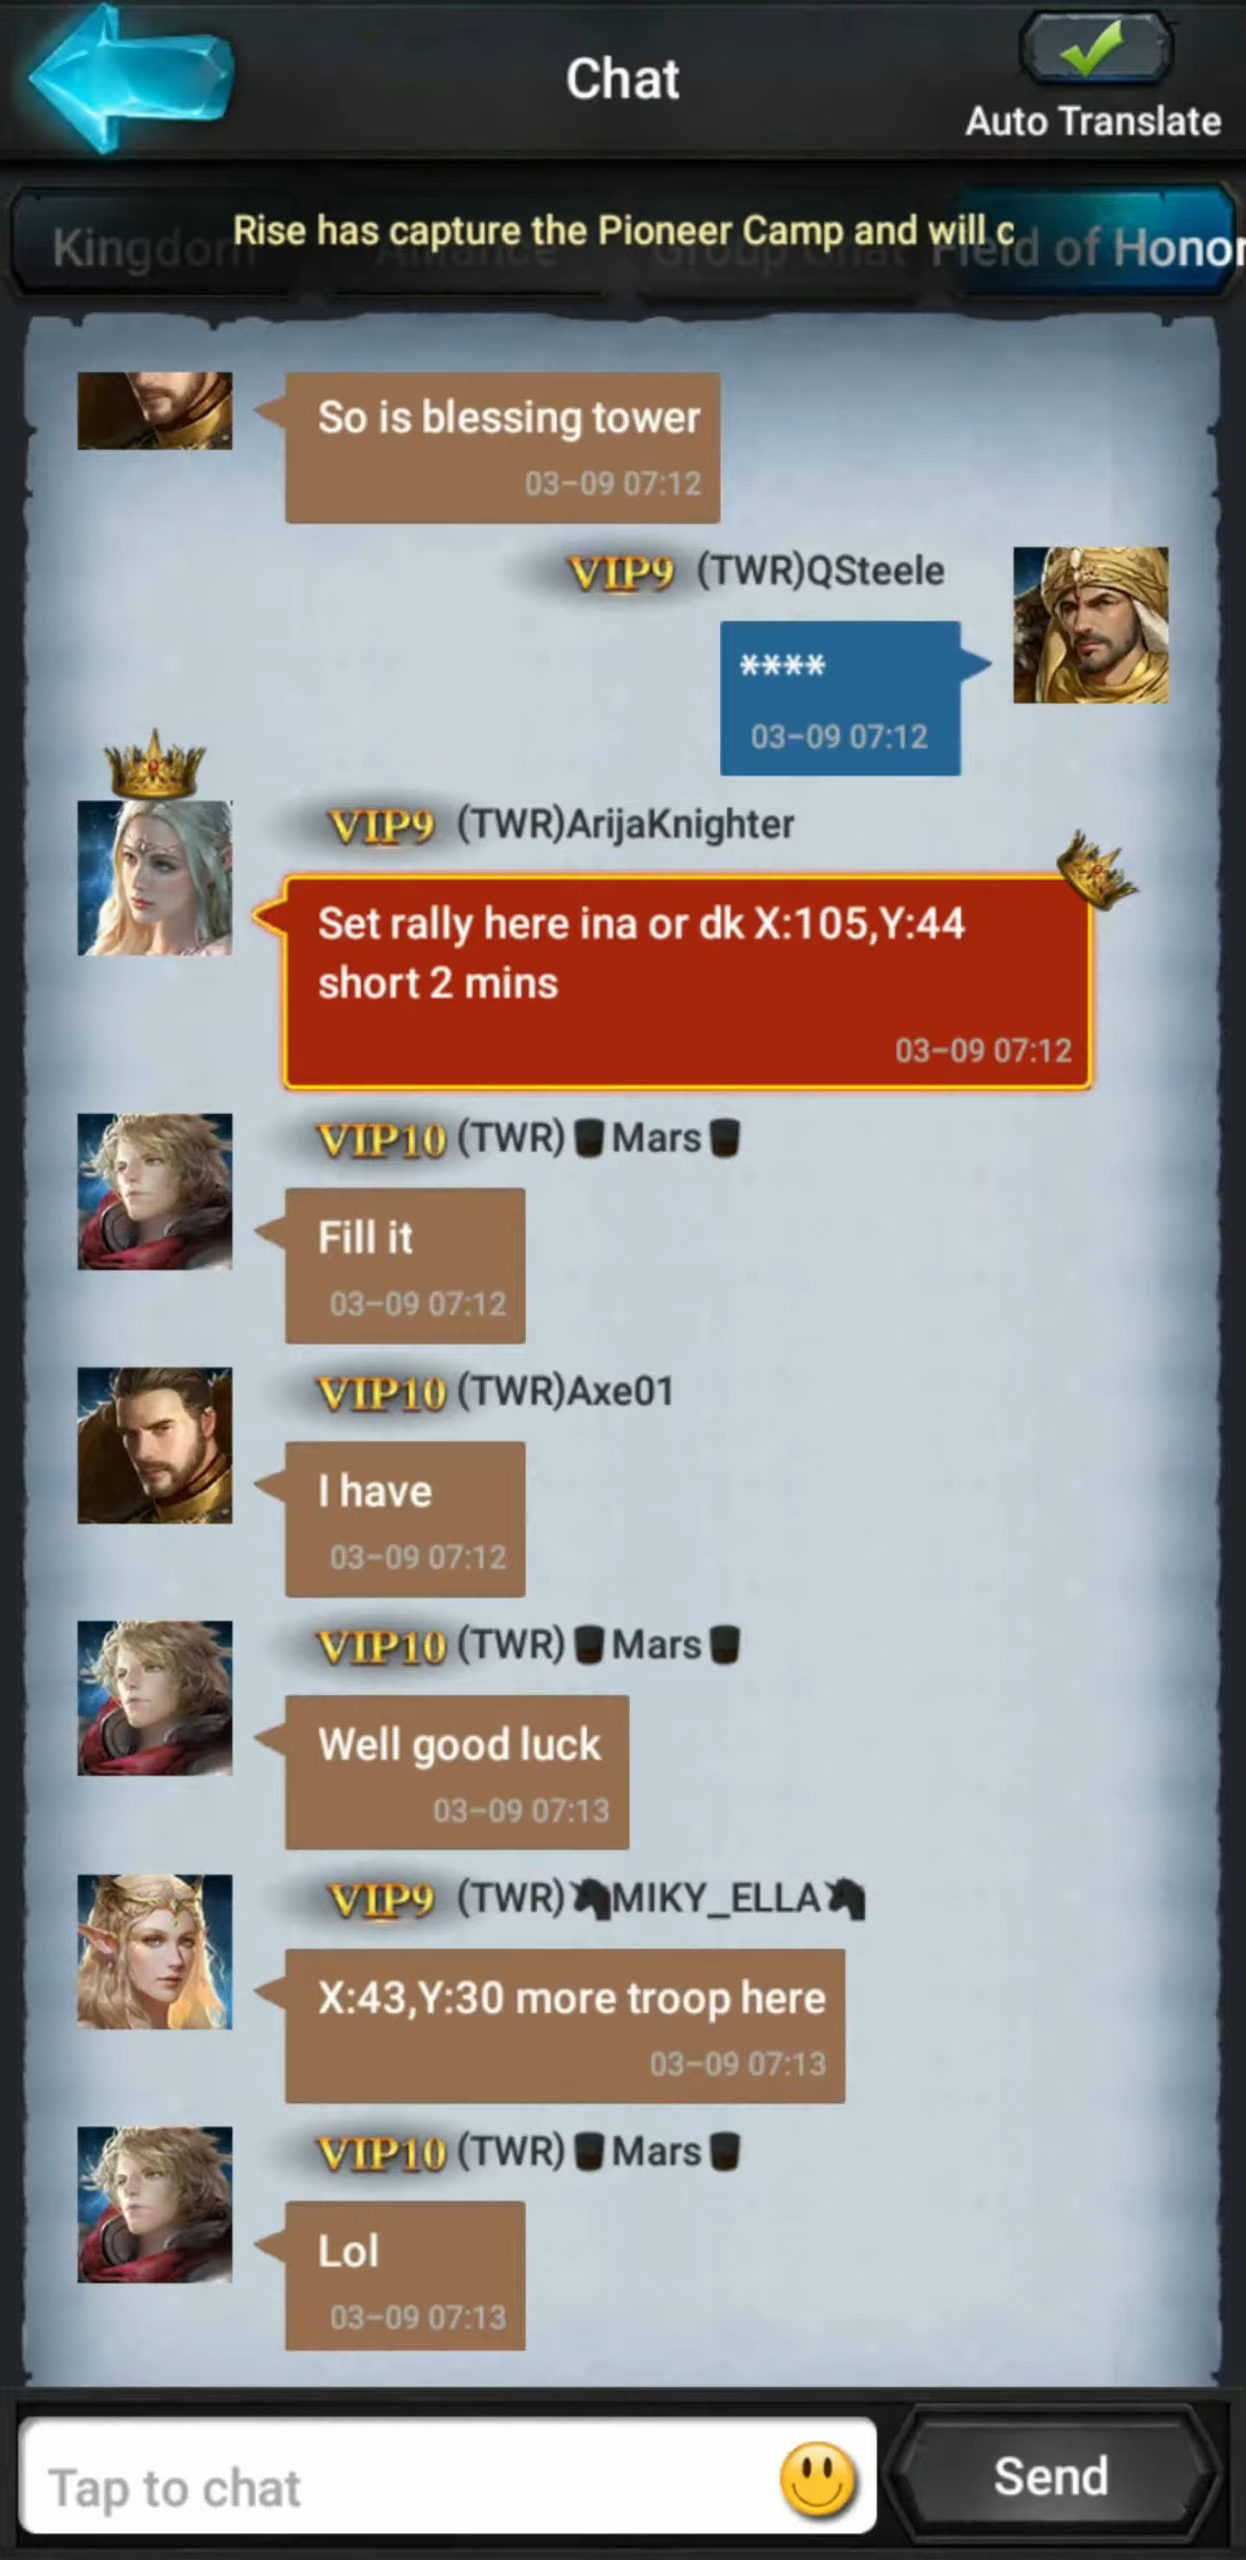 Chat
Auto Translate
Rise has capture the Pioneer Camp and will c
Kingdom
Field of Honor
So is blessing tower
03-09 07:12
VIP9 (TWR)QSteele
****
03-09 07:12
VIP9 (TWR)ArijaKnighter
Set rally here ina or dk X:105,Y:44
short 2 mins
03-09 07:12
VIP10 (TWR)Mars
Fill it
03-09 07:12
VIP10 (TWR)Axe01
I have
03-09 07:12
VIP10 (TWR)Mars
Well good luck
03-09 07:13
VIP9 (TWR)MIKY_ELLA
X:43,Y:30 more troop here
03-09 07:13
VIP10 (TWR)Mars
Lol
03-09 07:13
Tap to chat
Send